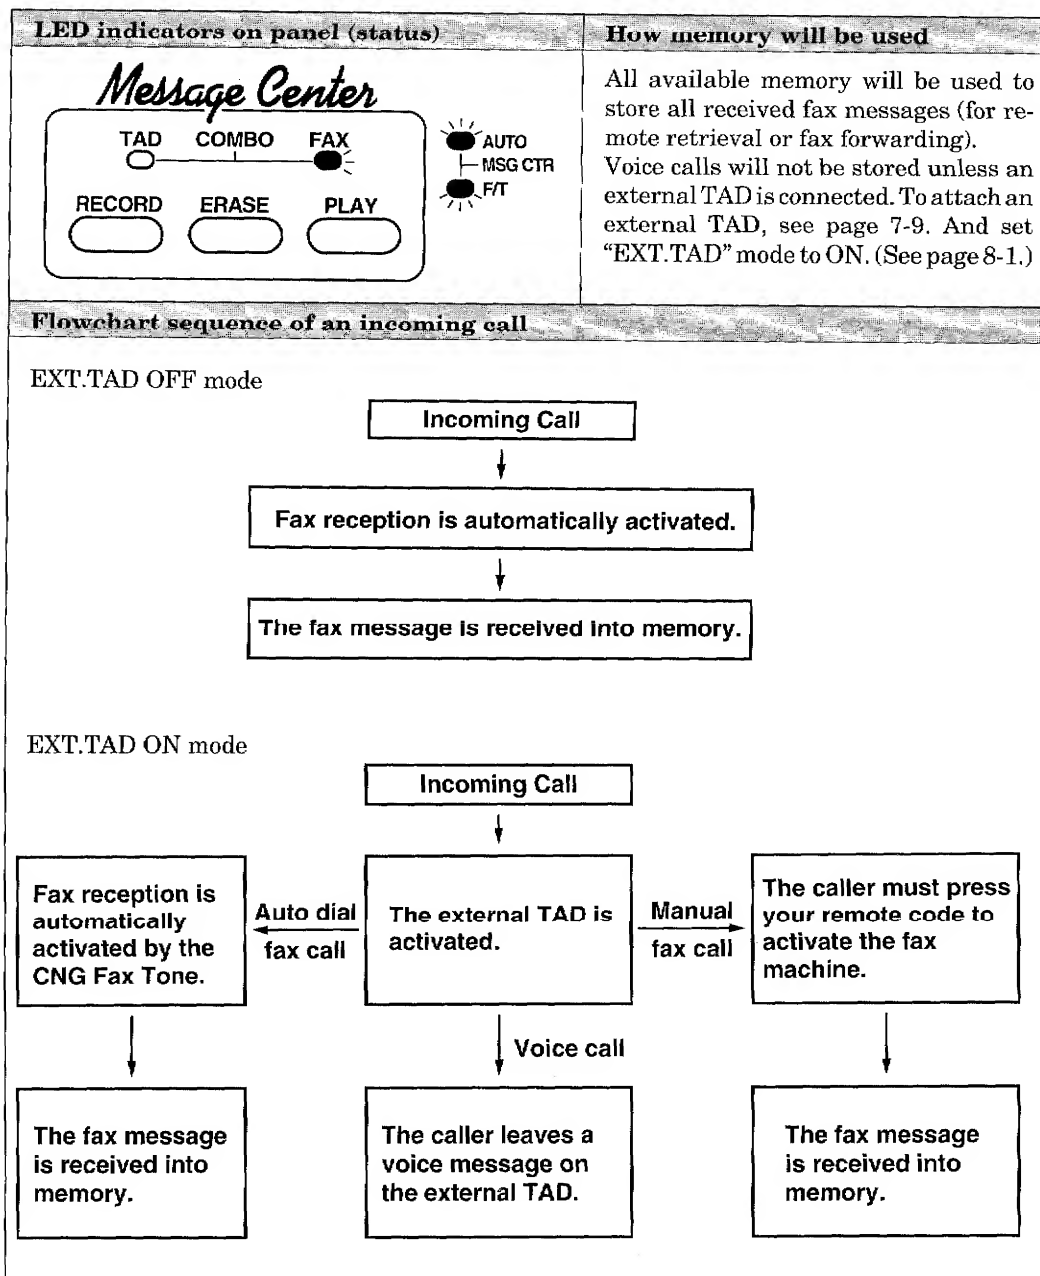 LED indicators on panel (status)
How memory will be used
Message Center
TAD COMBO FAX
RECORD ERASE PLAY
AUTO
MSG CTR
F/T
All available memory will be used to
store all received fax messages (for re-
mote retrieval or fax forwarding).
Voice calls will not be stored unless an
external TAD is connected. To attach an
external TAD, see page 7-9. And set
“EXT.TAD” mode to ON. (See page 8-1.)
Flowchart sequence of an incoming call
EXT.TAD OFF mode
Incoming Call
Fax reception is automatically activated.
The fax message is received into memory.
EXT.TAD ON mode
Incoming Call
Fax reception is
automatically
activated by the
CNG Fax Tone.
Auto dial
fax call
The external TAD is
activated.
Manual
fax call
The caller must press
your remote code to
activate the fax
machine.
Voice call
The fax message
is received into
memory.
The caller leaves a
voice message on
the external TAD.
The fax message
is received into
memory.